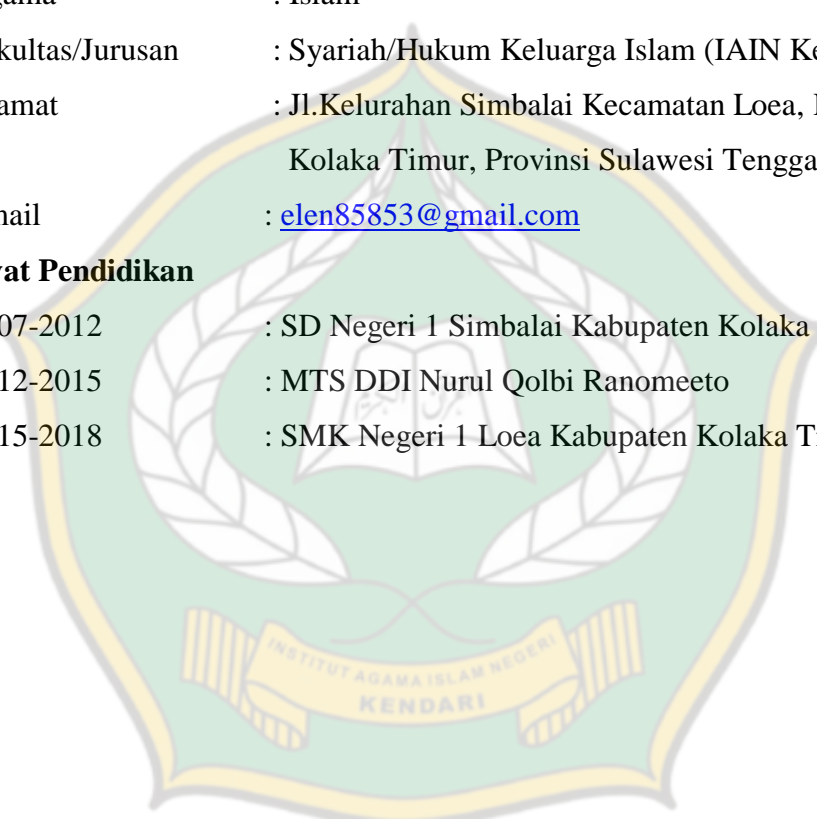 gama : Islam
kultas/Jurusan : Syariah/Hukum Keluarga Islam (IAIN Ke
amat : Jl.Kelurahan Simbalai Kecamatan Loea,
Kolaka Timur, Provinsi Sulawesi Tengga
nail : elen85853@gmail.com
at Pendidikan
07-2012 : SD Negeri 1 Simbalai Kabupaten Kolaka
12-2015 : MTS DDI Nurul Qolbi Ranomeeto
15-2018 : SMK Negeri 1 Loea Kabupaten Kolaka T
INSTITUT AGAMA ISLAM NEGERI
KENDARI